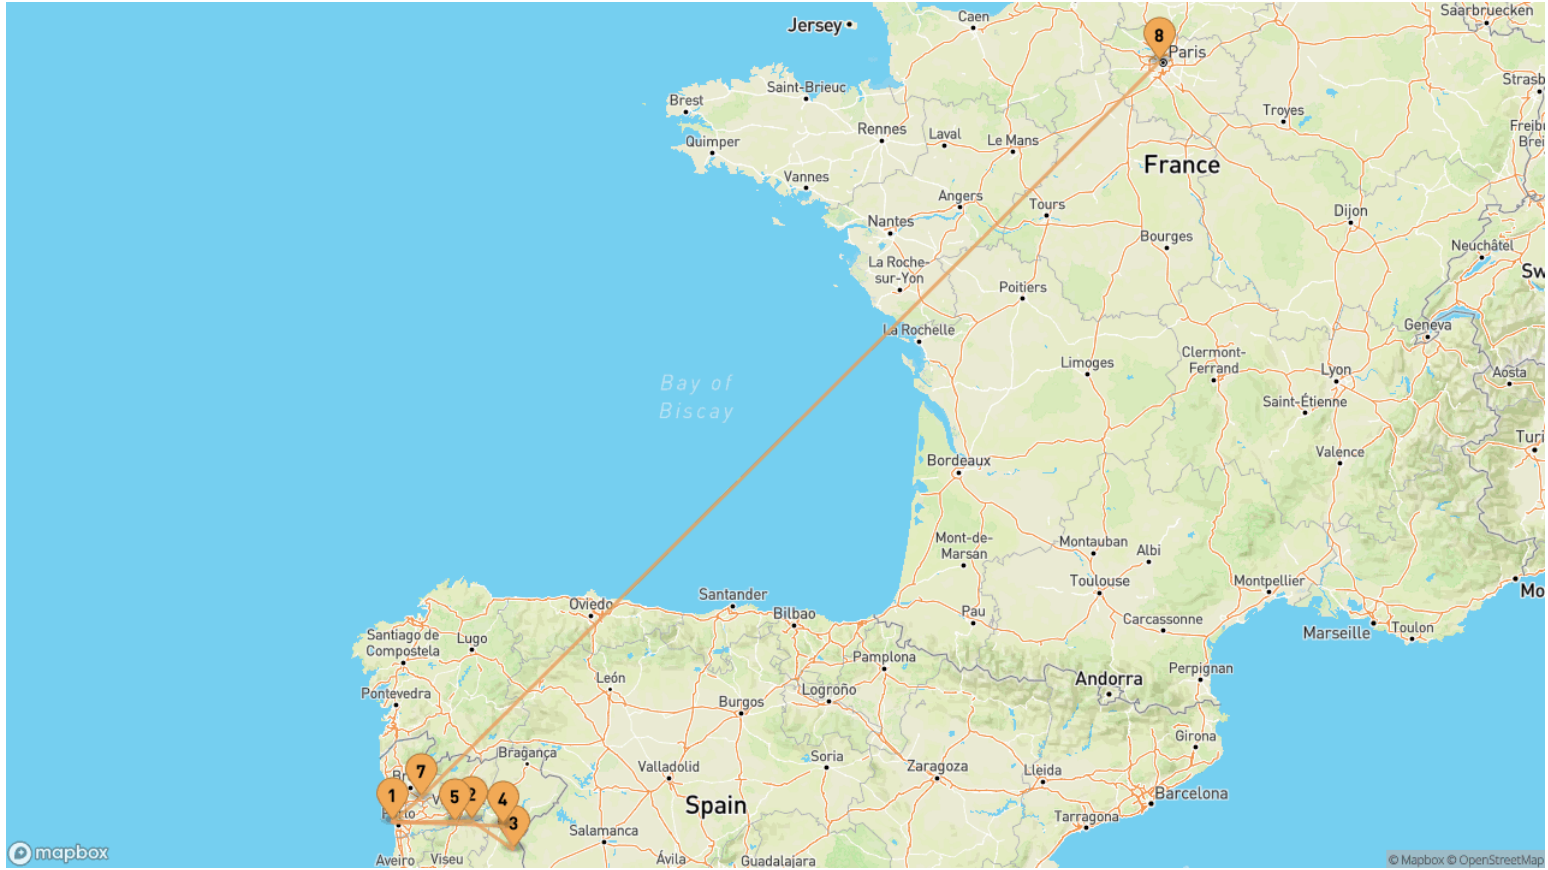 Jersey
Caen
Saarbruecken
8
Paris
Strasb
Brest
Saint-Brieuc
Troyes
Rennes
Laval
Le Mans
Freibu
Brei
Quimper
France
Vannes
Angers
Tours
Dijon
Nantes
Bourges
Neuchâtel
La Roche-
sur-Yon
Sw
Poitiers
La Rochelle
Geneva
Bay of
Biscay
Limoges
Clermont-
Ferrand
Lyon
Aosta
Saint-Étienne
Turi
Valence
Bordeaux
Mont-de-
Marsan
Montauban
Albi
Toulouse
Montpellier
Mo
Oviedo
Santander
Bilbao
Pau
Carcassonne
Marseille
Toulon
Santiago de
Compostela
Lugo
Pamplona
Perpignan
León
Andorra
Pontevedra
Burgos
Logroño
Girona
Bragança
Soria
Valladolid
Zaragoza
Lleida
7
Br
1
5
2
4
Spain
Barcelona
3
Tarragona
Salamanca
Aveiro
Viseu
Ávila
Guadalajara
mapbox
© Mapbox © OpenStreetMap